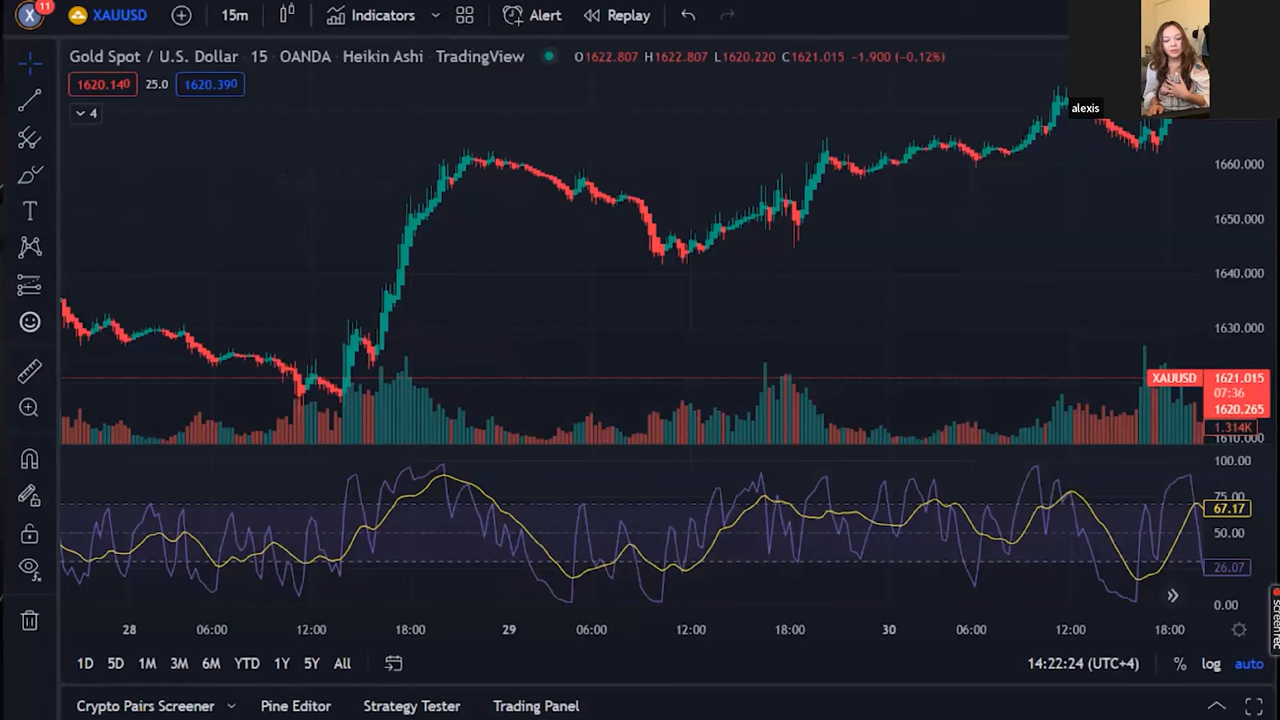 X 11 XAUUSD 15m Indicators Alert Replay
Gold Spot / U.S. Dollar · 15 · OANDA · Heikin Ashi · TradingView O1622.807 H1622.807 L1620.220 C1621.015 −1,900 (−0.12%)
1620.140 25.0 1620.390
alexis
4
1660.000
1650.000
1640.000
1630.000
XAUUSD 1621.015
07:36
1620.265
1.314K
1610.000
100.00
75.00
67.17
50.00
26.07
0.00
28 06:00 12:00 18:00 29 06:00 12:00 18:00 30 06:00 12:00 18:00
screenrec
1D 5D 1M 3M 6M YTD 1Y 5Y All 14:22:24 (UTC+4) % log auto
Crypto Pairs Screener Pine Editor Strategy Tester Trading Panel